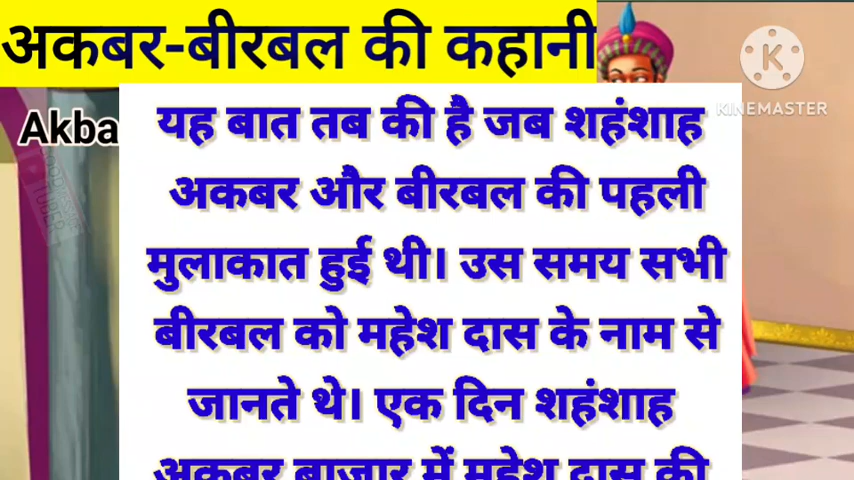 अकबर-बीरबल की कहानी
KINEMASTER
Akba
यह बात तब की है जब शहंशाह
अकबर और बीरबल की पहली
मुलाकात हुई थी। उस समय सभी
बीरबल को महेश दास के नाम से
जानते थे। एक दिन शहंशाह
अकबर बाजार में महेश दास की